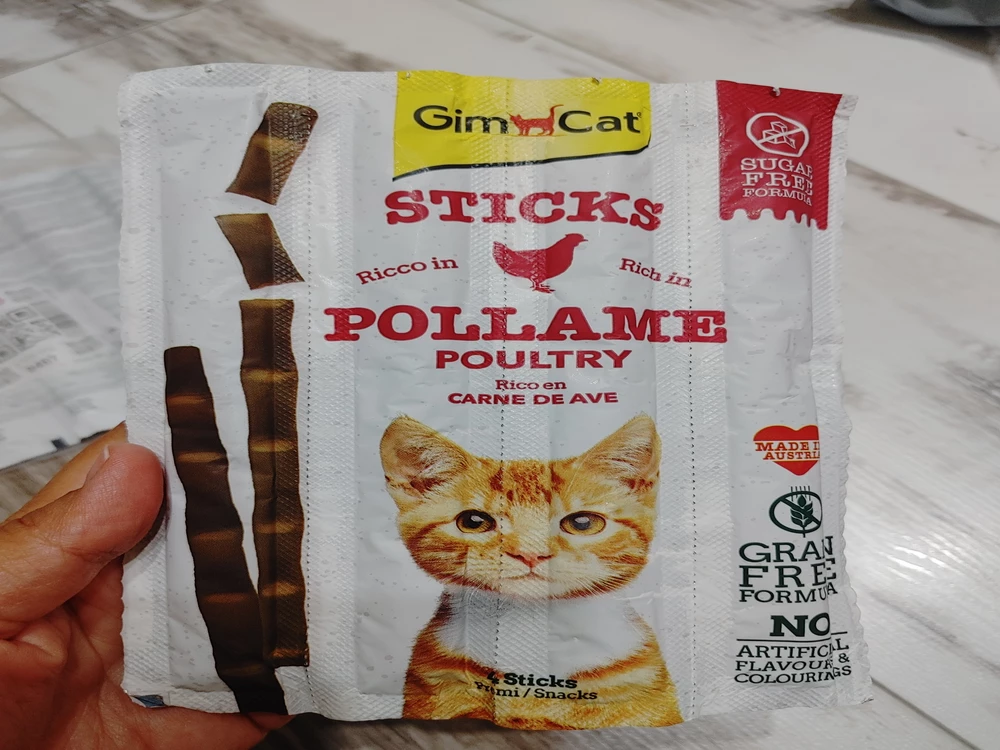 GimCat
SUGAR
FREE
FORMULA
STICKS
Ricco in
Rich in
POLLAME
POULTRY
Rico en
CARNE DE AVE
MADE IN
AUSTRIA
GRAIN
FREE
FORMULA
NO
ARTIFICIAL
FLAVOURS &
COLOURINGS
4 Sticks
Premi / Snacks